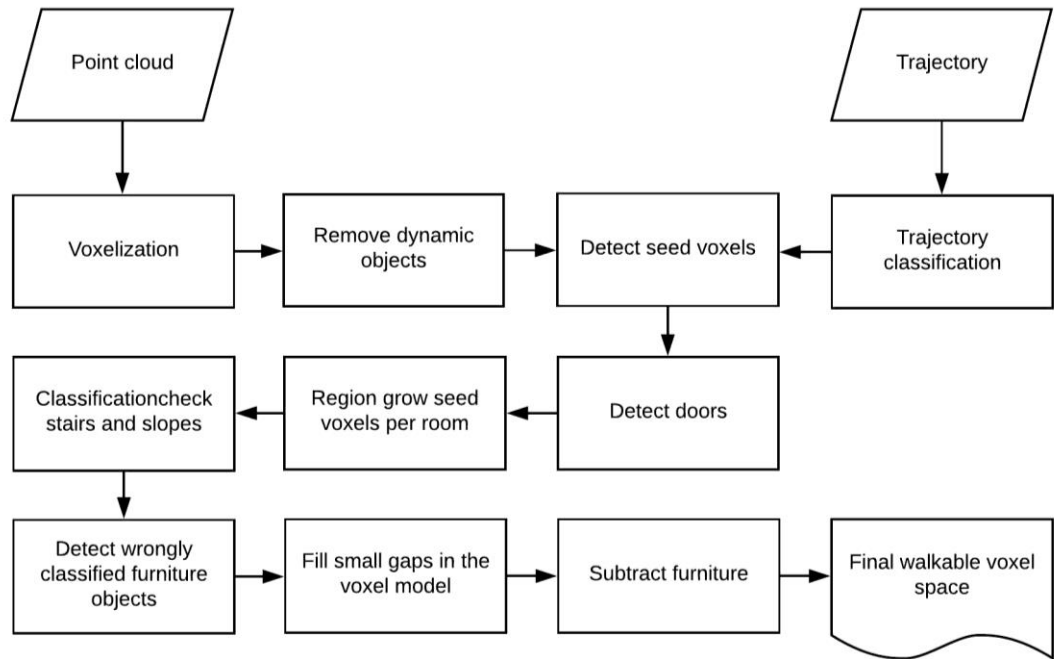 Point cloud
Trajectory
Voxelization
Remove dynamic
objects
Detect seed voxels
Trajectory
classification
Classificationcheck
stairs and slopes
Region grow seed
voxels per room
Detect doors
Detect wrongly
classified furniture
objects
Fill small gaps in the
voxel model
Subtract furniture
Final walkable voxel
space